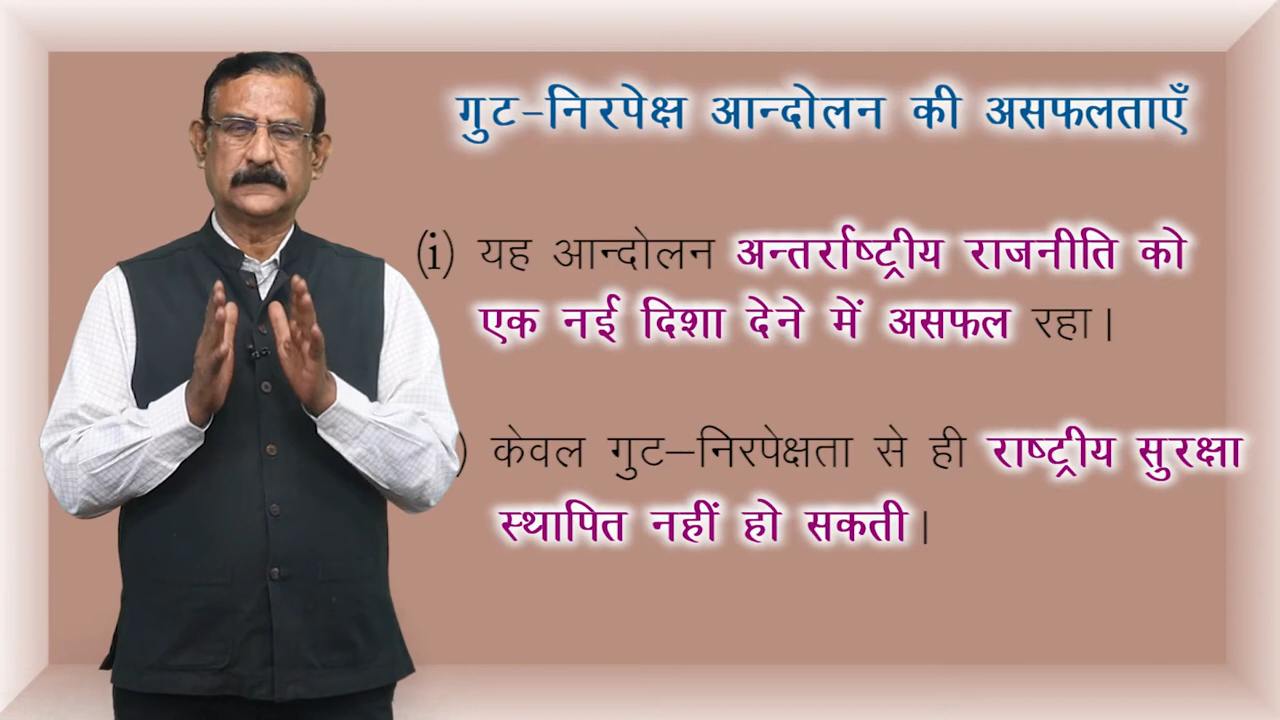 गुट-निरपेक्ष आन्दोलन की असफलताएँ
(i) यह आन्दोलन अन्तर्राष्ट्रीय राजनीति को
एक नई दिशा देने में असफल रहा।
) केवल गुट–निरपेक्षता से ही राष्ट्रीय सुरक्षा
स्थापित नहीं हो सकती।